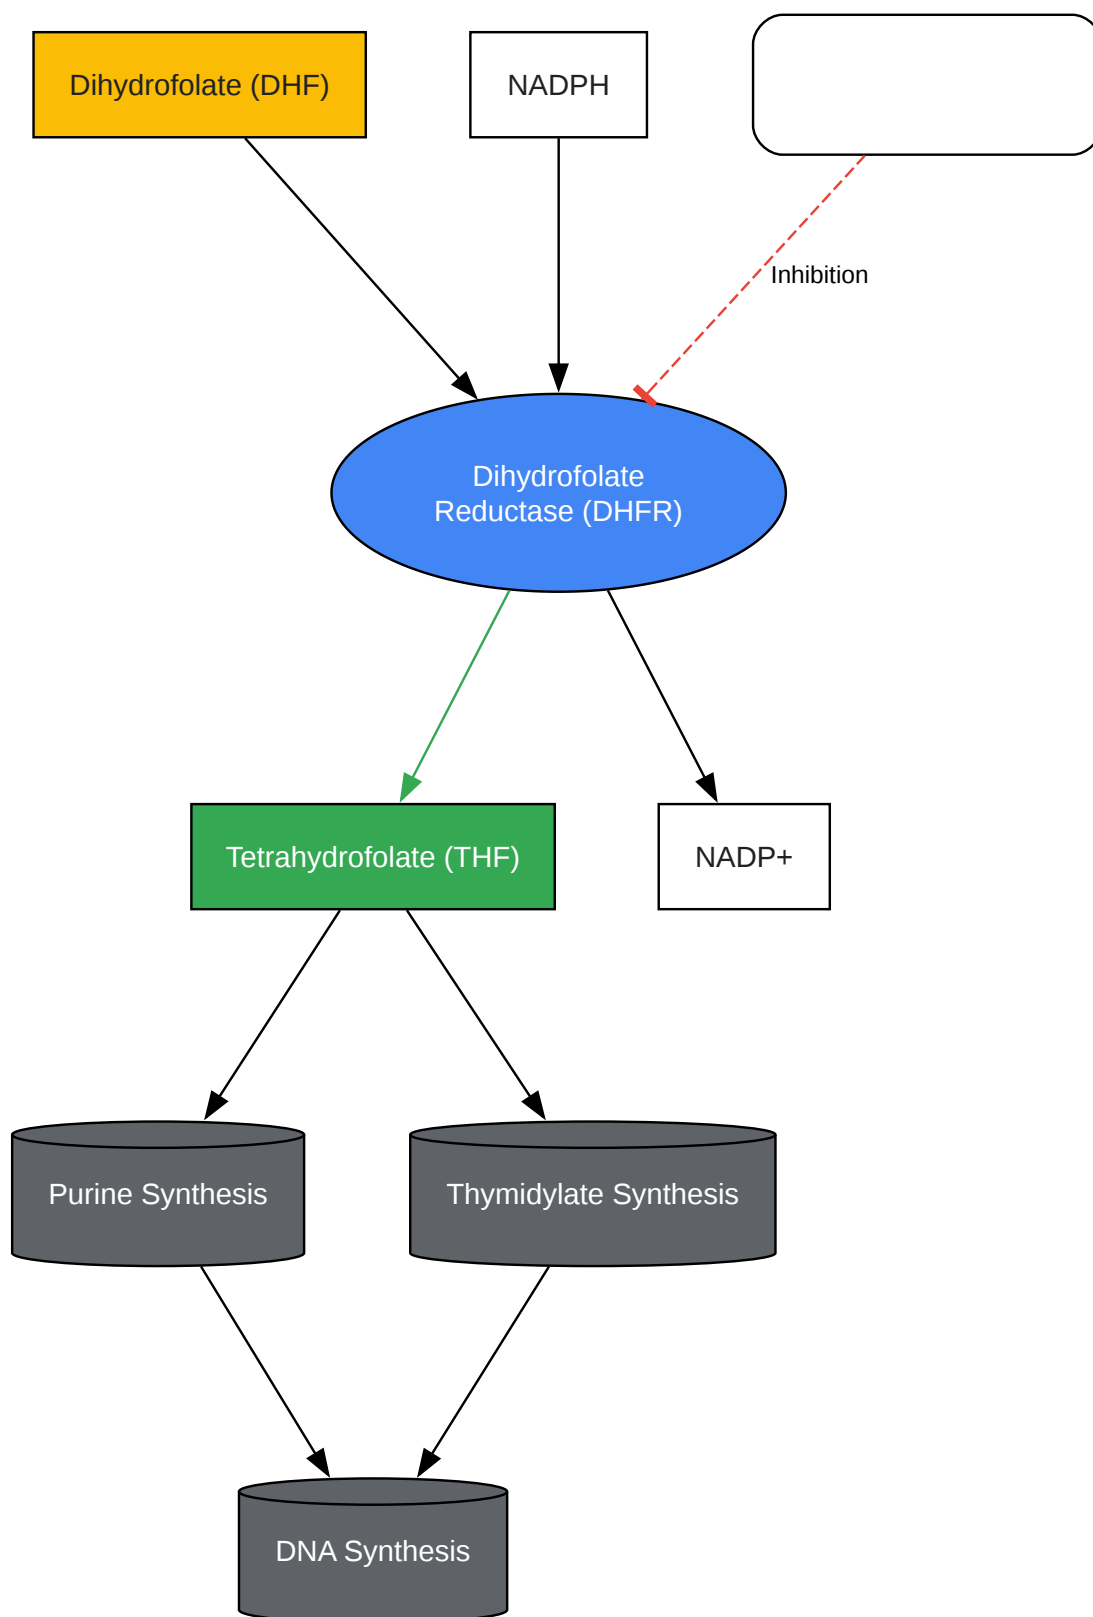 Dihydrofolate (DHF)
NADPH
Inhibition
Dihydrofolate
Reductase (DHFR)
Tetrahydrofolate (THF)
NADP+
Purine Synthesis
Thymidylate Synthesis
DNA Synthesis